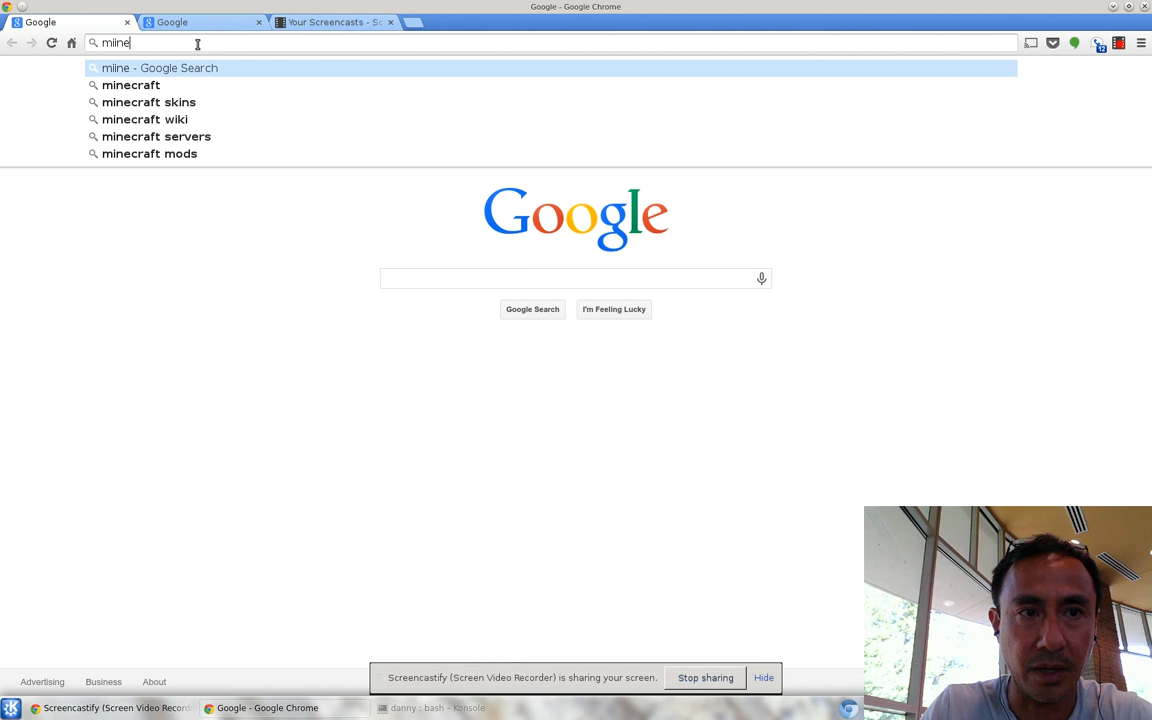 Google - Google Chrome
Google
Google
Your Screencasts - Sc
miine
miine - Google Search
minecraft
minecraft skins
minecraft wiki
minecraft servers
minecraft mods
12
Google
Google Search
I'm Feeling Lucky
Advertising
Business
About
Screencastify (Screen Video Recorder) is sharing your screen.
Stop sharing
Hide
Screencastify (Screen Video Record
Google - Google Chrome
danny : bash – Konsole